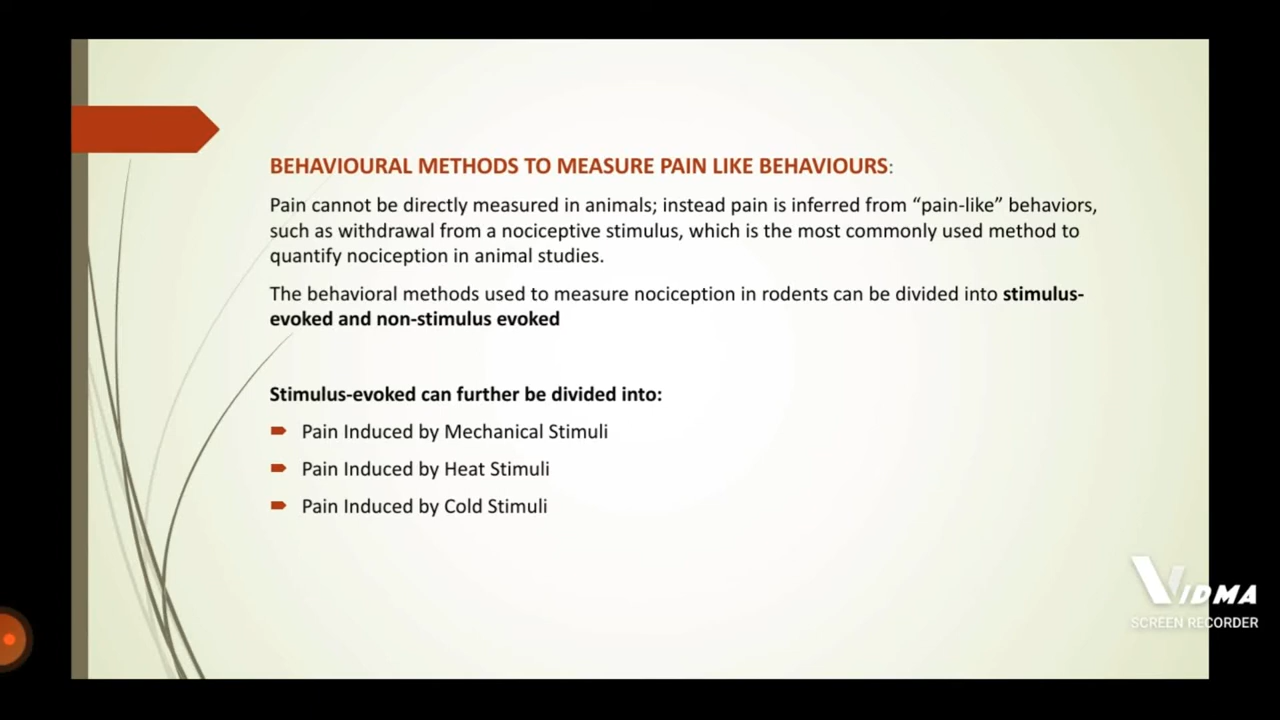 BEHAVIOURAL METHODS TO MEASURE PAIN LIKE BEHAVIOURS:
Pain cannot be directly measured in animals; instead pain is inferred from “pain-like” behaviors,
such as withdrawal from a nociceptive stimulus, which is the most commonly used method to
quantify nociception in animal studies.
The behavioral methods used to measure nociception in rodents can be divided into stimulus-
evoked and non-stimulus evoked
Stimulus-evoked can further be divided into:
Pain Induced by Mechanical Stimuli
Pain Induced by Heat Stimuli
Pain Induced by Cold Stimuli
VIDMA
SCREEN RECORDER